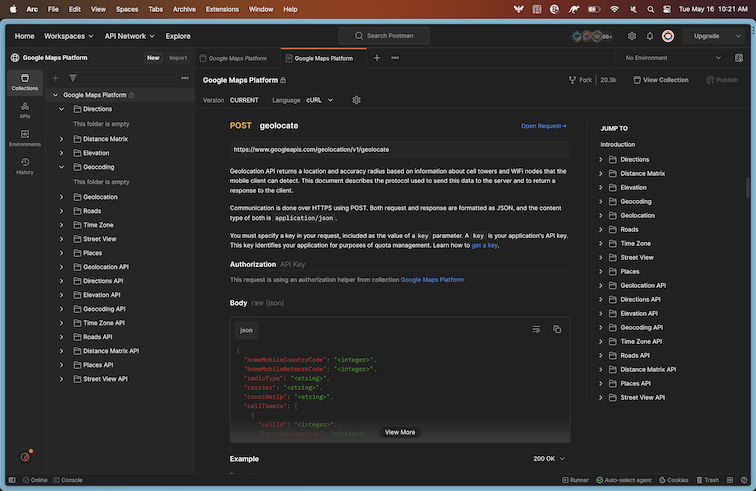 Arc File Edit View Spaces Tabs Archive Extensions Window Help Tue May 16 10:21 AM
Home Workspaces API Network Explore Search Postman 99+ Upgrade
Google Maps Platform New Import Google Maps Platform Google Maps Platform No Environment
Collections
APIs
Environments
History
Google Maps Platform
Directions
This folder is empty
Distance Matrix
Elevation
Geocoding
This folder is empty
Geolocation
Roads
Time Zone
Street View
Places
Geolocation API
Directions API
Elevation API
Geocoding API
Time Zone API
Roads API
Distance Matrix API
Places API
Street View API
Google Maps Platform Fork 20.3k View Collection Publish
Version CURRENT Language cURL
POST geolocate Open Request→
https://www.googleapis.com/geolocation/v1/geolocate
Geolocation API returns a location and accuracy radius based on information about cell towers and WiFi nodes that the
mobile client can detect. This document describes the protocol used to send this data to the server and to return a
response to the client.
Communication is done over HTTPS using POST. Both request and response are formatted as JSON, and the content
type of both is application/json.
You must specify a key in your request, included as the value of a key parameter. A key is your application's API key.
This key identifies your application for purposes of quota management. Learn how to get a key.
Authorization API Key
This request is using an authorization helper from collection Google Maps Platform
Body raw (json)
json
{
"homeMobileCountryCode": "<integer>",
"homeMobileNetworkCode": "<integer>",
"radioType": "<string>",
"carrier": "<string>",
"considerIp": "<string>",
"cellTowers": [
{
"cellId": "<integer>",
"locationAreaCode": "<integer>",
View More
Example 200 OK
JUMP TO
Introduction
Directions
Distance Matrix
Elevation
Geocoding
Geolocation
Roads
Time Zone
Street View
Places
Geolocation API
Directions API
Elevation API
Geocoding API
Time Zone API
Roads API
Distance Matrix API
Places API
Street View API
Online Console Runner Auto-select agent Cookies Trash